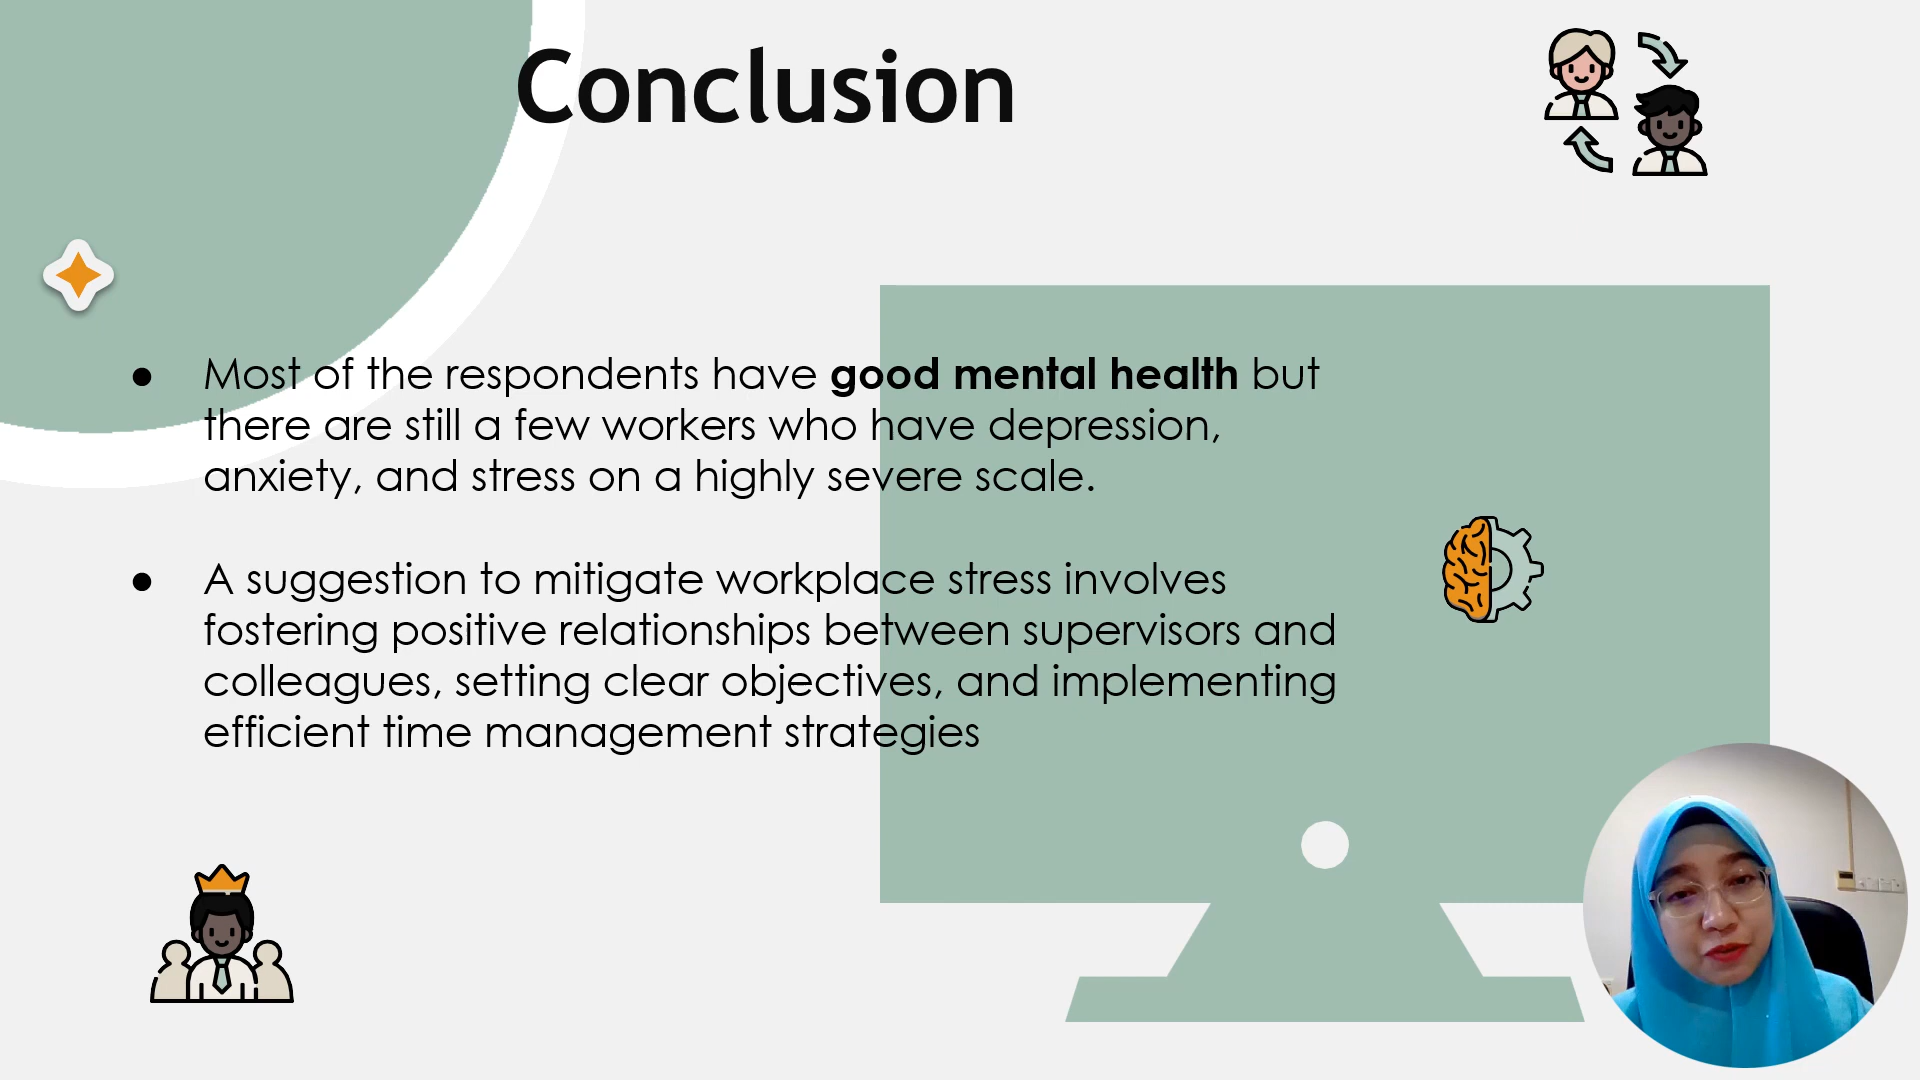 Conclusion
● Most of the respondents have good mental health but
there are still a few workers who have depression,
anxiety, and stress on a highly severe scale.
● A suggestion to mitigate workplace stress involves
fostering positive relationships between supervisors and
colleagues, setting clear objectives, and implementing
efficient time management strategies